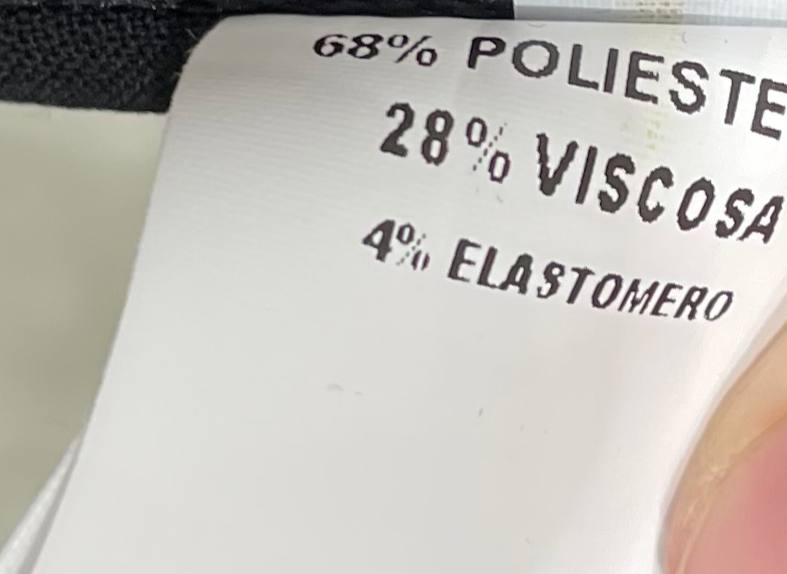 68% POLIESTE
28% VISCOSA
4% ELASTOMERO